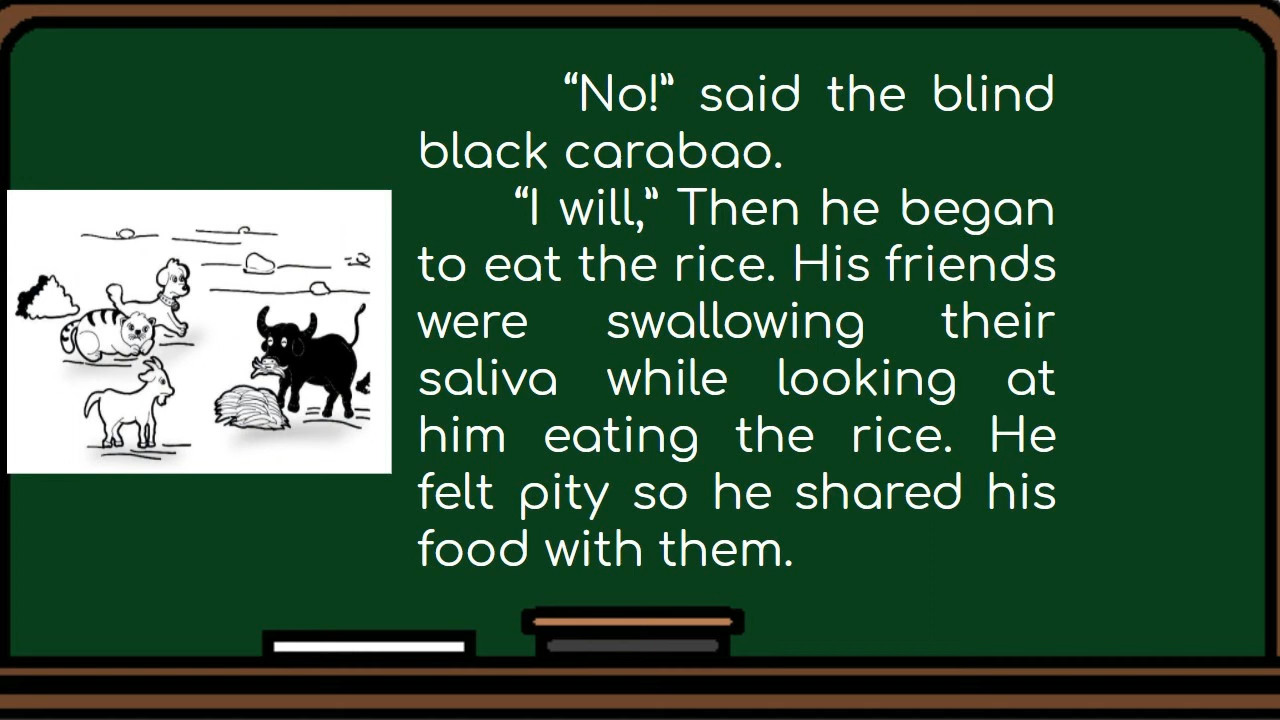 “No!” said the blind
black carabao.
“I will,” Then he began
to eat the rice. His friends
were swallowing their
saliva while looking at
him eating the rice. He
felt pity so he shared his
food with them.